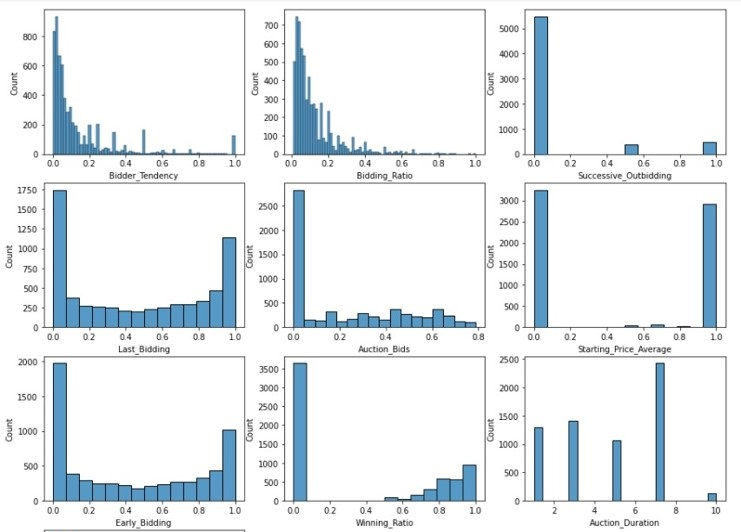 Count
800
600
400
200
0
0.0 0.2 0.4 0.6 0.8 1.0
Bidder_Tendency
Count
700
600
500
400
300
200
100
0
0.0 0.2 0.4 0.6 0.8 1.0
Bidding_Ratio
Count
5000
4000
3000
2000
1000
0
0.0 0.2 0.4 0.6 0.8 1.0
Successive_Outbidding
Count
1750
1500
1250
1000
750
500
250
0
0.0 0.2 0.4 0.6 0.8 1.0
Last_Bidding
Count
2500
2000
1500
1000
500
0
0.0 0.2 0.4 0.6 0.8
Auction_Bids
Count
3000
2500
2000
1500
1000
500
0
0.0 0.2 0.4 0.6 0.8 1.0
Starting_Price_Average
Count
2000
1500
1000
500
0
0.0 0.2 0.4 0.6 0.8 1.0
Early_Bidding
Count
3500
3000
2500
2000
1500
1000
500
0
0.0 0.2 0.4 0.6 0.8 1.0
Winning_Ratio
Count
2500
2000
1500
1000
500
0
2 4 6 8 10
Auction_Duration